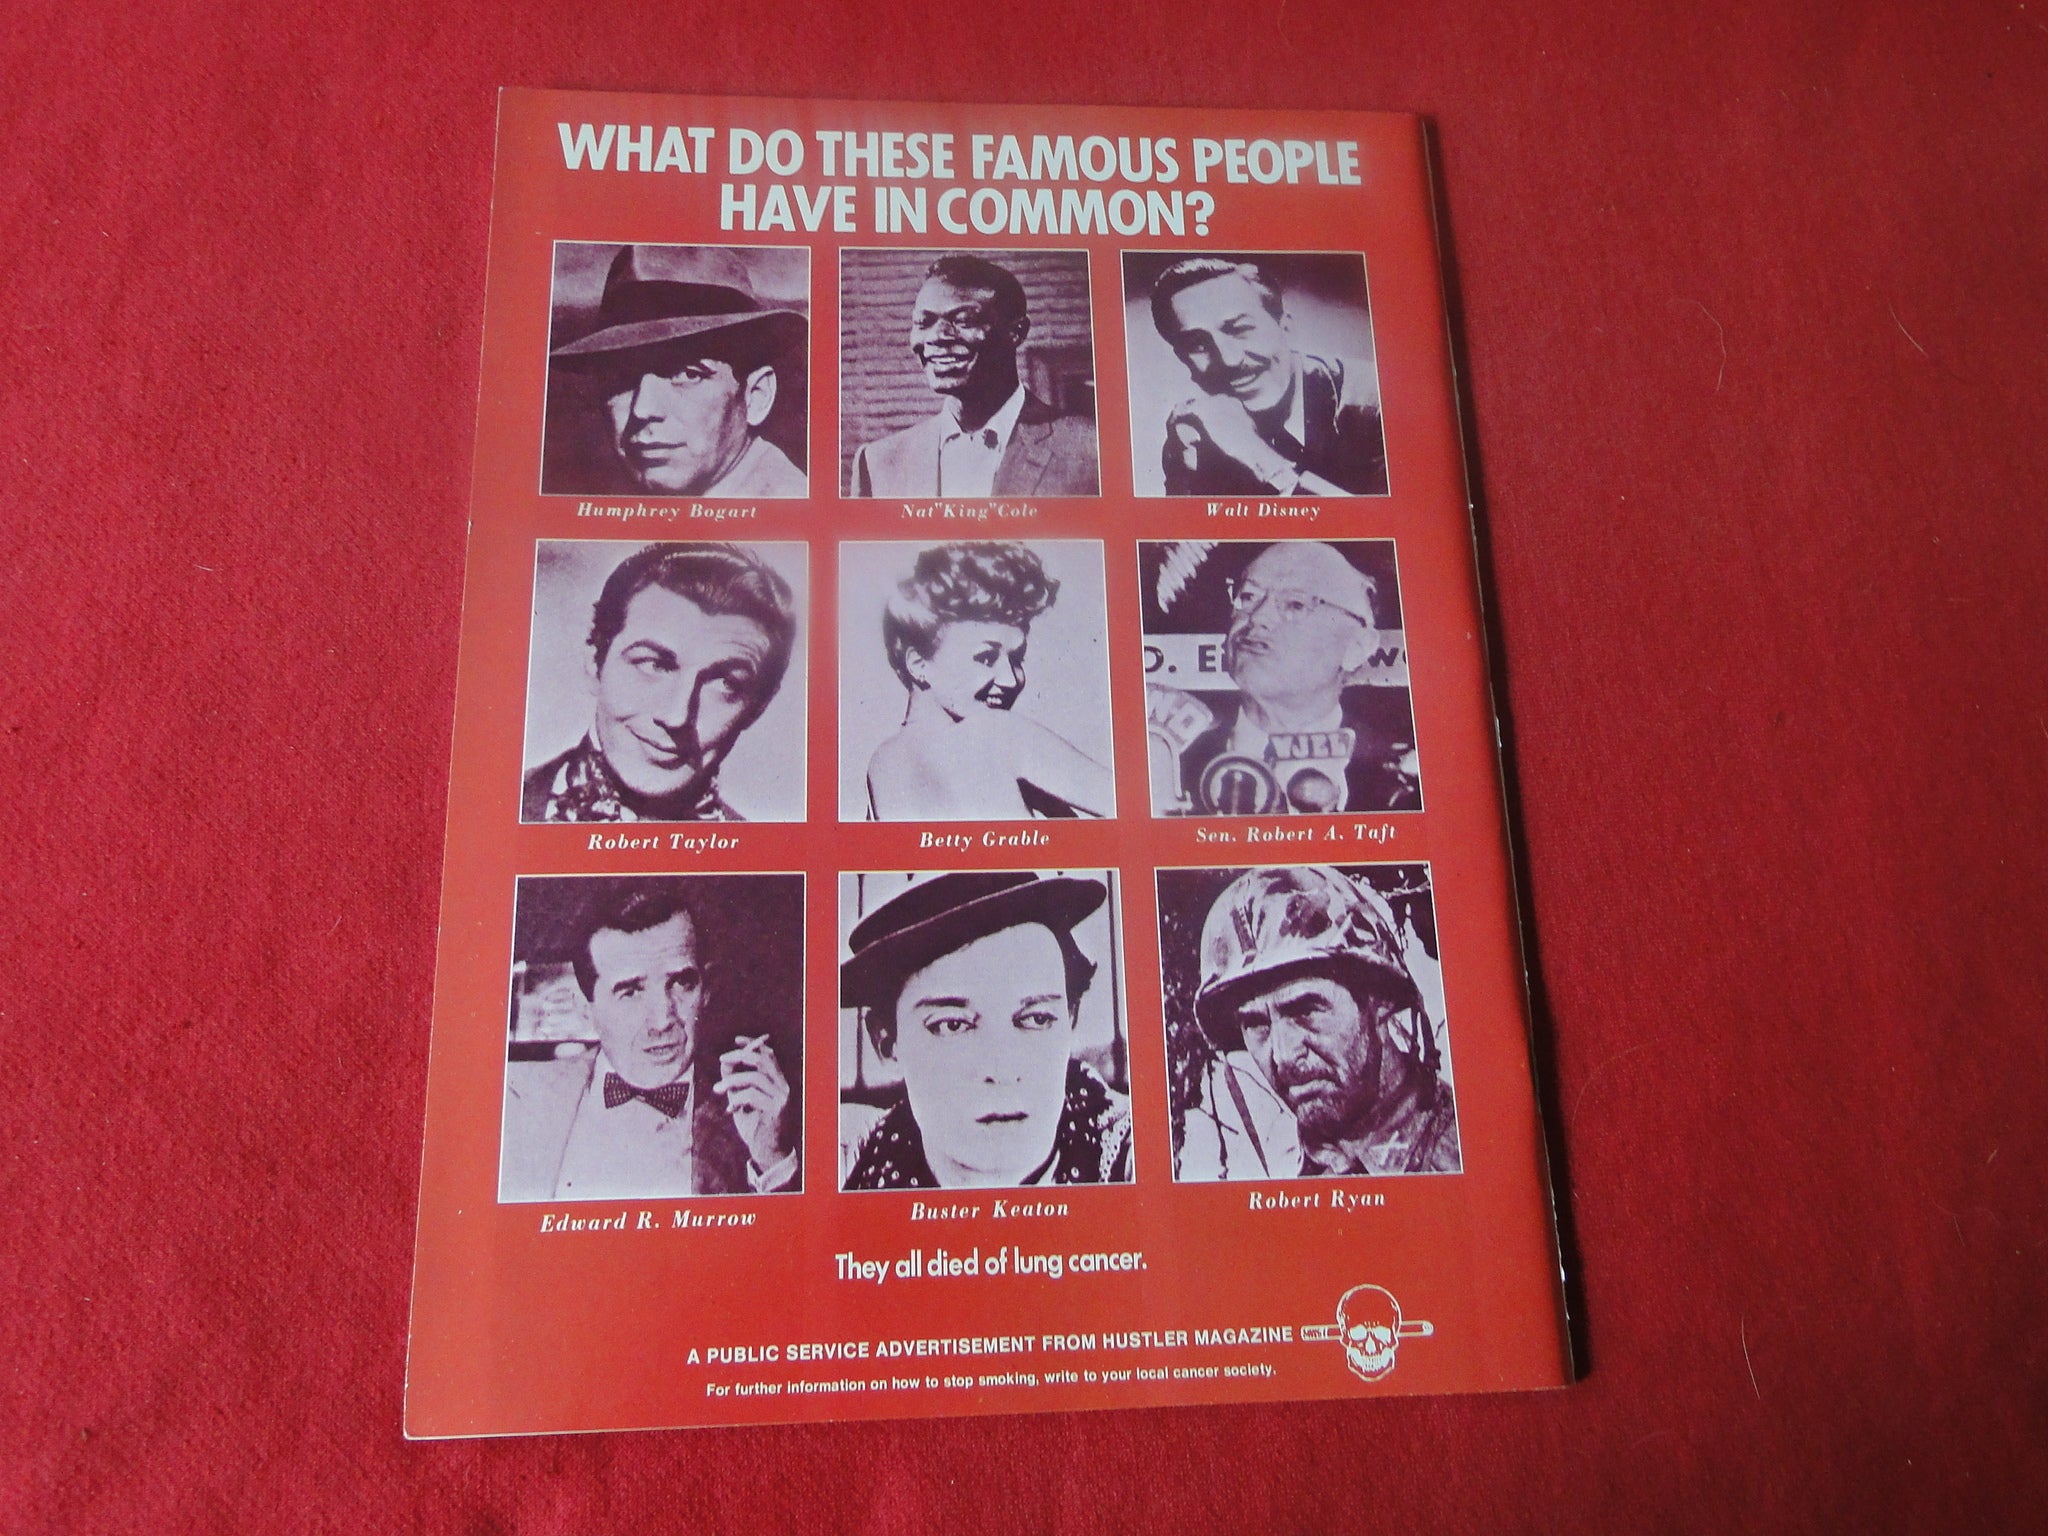 WHAT DO THESE FAMOUS PEOPLE
HAVE IN COMMON?
Humphrey Bogart
Nat "King" Cole
Walt Disney
D. E
W
WJEL
Robert Taylor
Betty Grable
Sen. Robert A. Taft
Edward R. Murrow
Buster Keaton
Robert Ryan
They all died of lung cancer.
A PUBLIC SERVICE ADVERTISEMENT FROM HUSTLER MAGAZINE
For further information on how to stop smoking, write to your local cancer society.